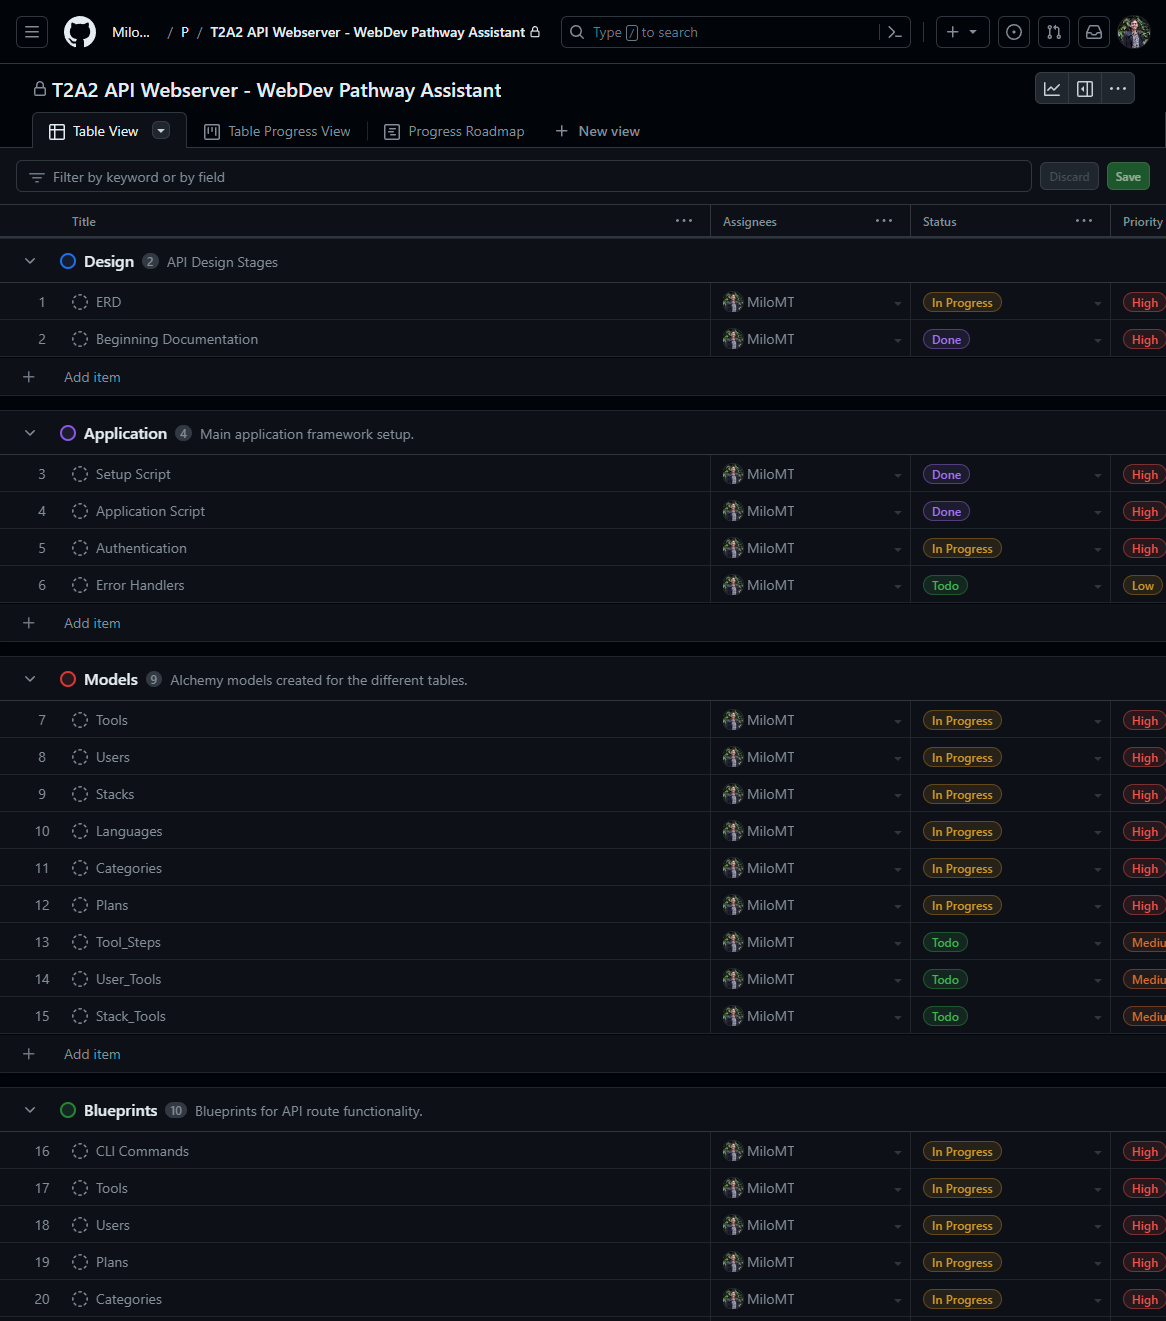 Milo... / P / T2A2 API Webserver - WebDev Pathway Assistant
Type / to search
T2A2 API Webserver - WebDev Pathway Assistant
Table View
Table Progress View
Progress Roadmap
New view
Filter by keyword or by field
Discard
Save
Title Assignees Status Priority
Design 2 API Design Stages
1 ERD MiloMT In Progress High
2 Beginning Documentation MiloMT Done High
Add item
Application 4 Main application framework setup.
3 Setup Script MiloMT Done High
4 Application Script MiloMT Done High
5 Authentication MiloMT In Progress High
6 Error Handlers MiloMT Todo Low
Add item
Models 9 Alchemy models created for the different tables.
7 Tools MiloMT In Progress High
8 Users MiloMT In Progress High
9 Stacks MiloMT In Progress High
10 Languages MiloMT In Progress High
11 Categories MiloMT In Progress High
12 Plans MiloMT In Progress High
13 Tool_Steps MiloMT Todo Mediu
14 User_Tools MiloMT Todo Mediu
15 Stack_Tools MiloMT Todo Mediu
Add item
Blueprints 10 Blueprints for API route functionality.
16 CLI Commands MiloMT In Progress High
17 Tools MiloMT In Progress High
18 Users MiloMT In Progress High
19 Plans MiloMT In Progress High
20 Categories MiloMT In Progress High